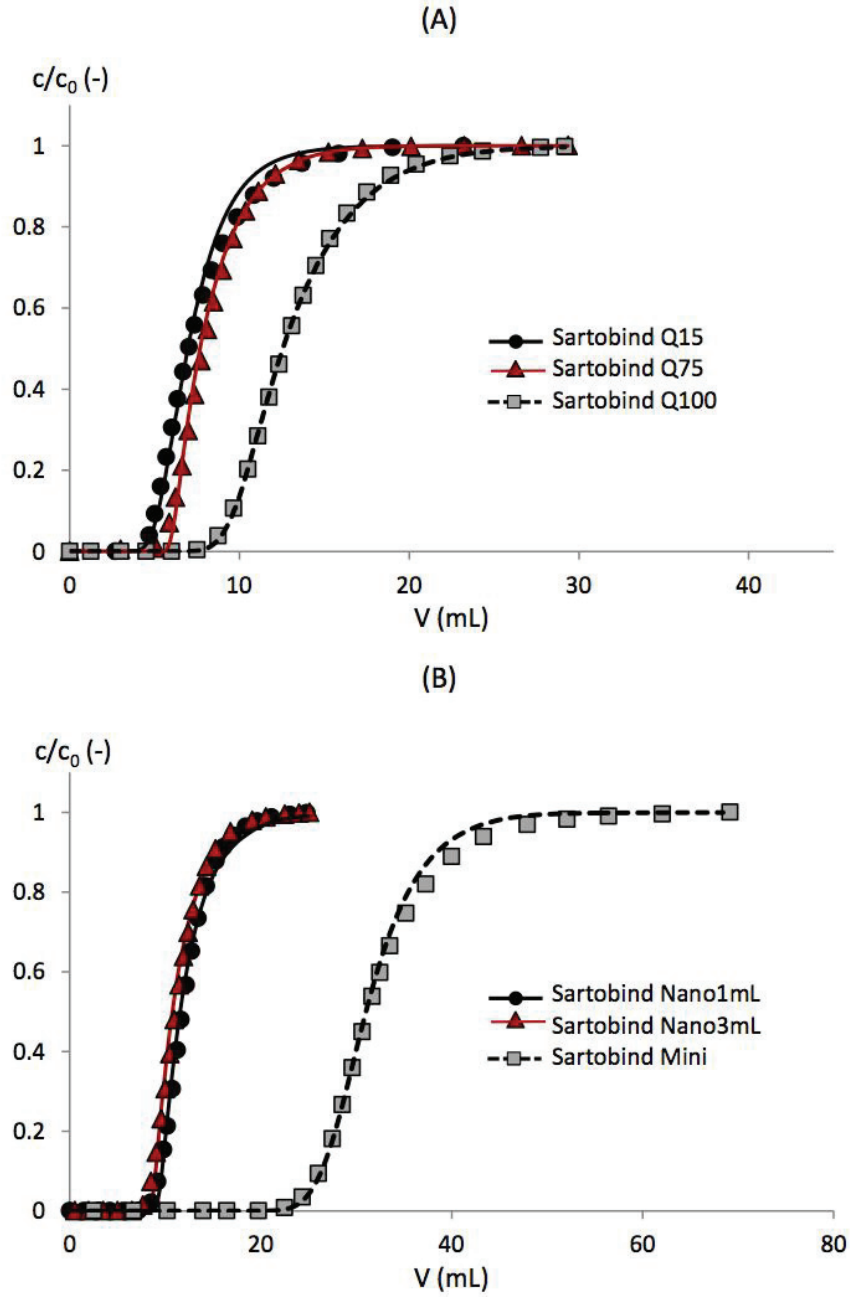 (A)
c/c0 (-)
1
0.8
0.6
0.4
0.2
0
Sartobind Q15
Sartobind Q75
Sartobind Q100
0 10 20 30 40
V (mL)
(B)
c/c0 (-)
1
0.8
0.6
0.4
0.2
0
Sartobind Nano1mL
Sartobind Nano3mL
Sartobind Mini
0 20 40 60 80
V (mL)